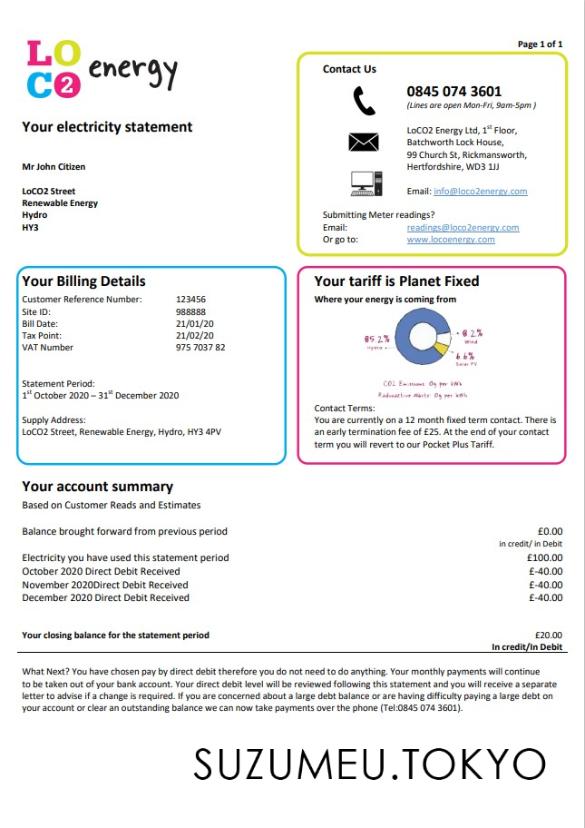 Page 1 of 1
LO
CO2 energy
Contact Us
0845 074 3601
(Lines are open Mon-Fri, 9am-5pm )
Your electricity statement
LoCO2 Energy Ltd, 1st Floor,
Batchworth Lock House,
99 Church St, Rickmansworth,
Hertfordshire, WD3 1JJ
Mr John Citizen
LoCO2 Street
Renewable Energy
Hydro
HY3
Email: info@loco2energy.com
Submitting Meter readings?
Email: readings@loco2energy.com
Or go to: www.locoenergy.com
Your Billing Details
Customer Reference Number: 123456
Site ID: 988888
Bill Date: 21/01/20
Tax Point: 21/02/20
VAT Number 975 7037 82
Statement Period:
1st October 2020 – 31st December 2020
Supply Address:
LoCO2 Street, Renewable Energy, Hydro, HY3 4PV
Your tariff is Planet Fixed
Where your energy is coming from
85.2%
Hydro
8.2%
Wind
6.6%
Solar PV
CO2 Emissions: 0g per kWh
Radioactive Waste: 0g per kWh
Contact Terms:
You are currently on a 12 month fixed term contact. There is
an early termination fee of £25. At the end of your contact
term you will revert to our Pocket Plus Tariff.
Your account summary
Based on Customer Reads and Estimates
Balance brought forward from previous period £0.00
in credit/ in Debit
Electricity you have used this statement period £100.00
October 2020 Direct Debit Received £-40.00
November 2020Direct Debit Received £-40.00
December 2020 Direct Debit Received £-40.00
Your closing balance for the statement period £20.00
In credit/In Debit
What Next? You have chosen pay by direct debit therefore you do not need to do anything. Your monthly payments will continue
to be taken out of your bank account. Your direct debit level will be reviewed following this statement and you will receive a separate
letter to advise if a change is required. If you are concerned about a large debt balance or are having difficulty paying a large debt on
your account or clear an outstanding balance we can now take payments over the phone (Tel:0845 074 3601).
SUZUMEU.TOKYO